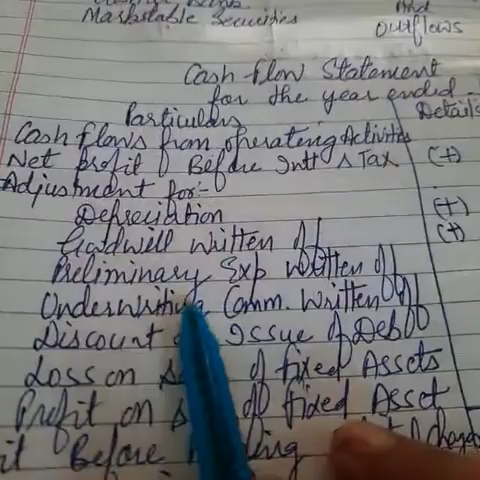 Marketable Securities
And
Outflows
Cash flow Statement
for the year ended
Particulars
Details
Cash flows from operating Activities
Net Profit Before Intt & Tax (+)
Adjustment for:-
Depreciation (+)
Goodwill written off (+)
Preliminary Exp written off
Underwriting Comm. written off
Discount Issue of Deb
Loss on of fixed Assets
Profit on of fixed Asset
it Before